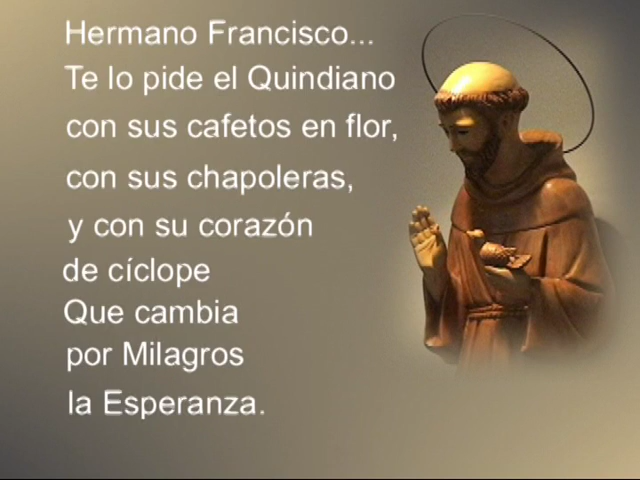 Hermano Francisco...
Te lo pide el Quindiano
con sus cafetos en flor,
con sus chapoleras,
y con su corazón
de cíclope
Que cambia
por Milagros
la Esperanza.